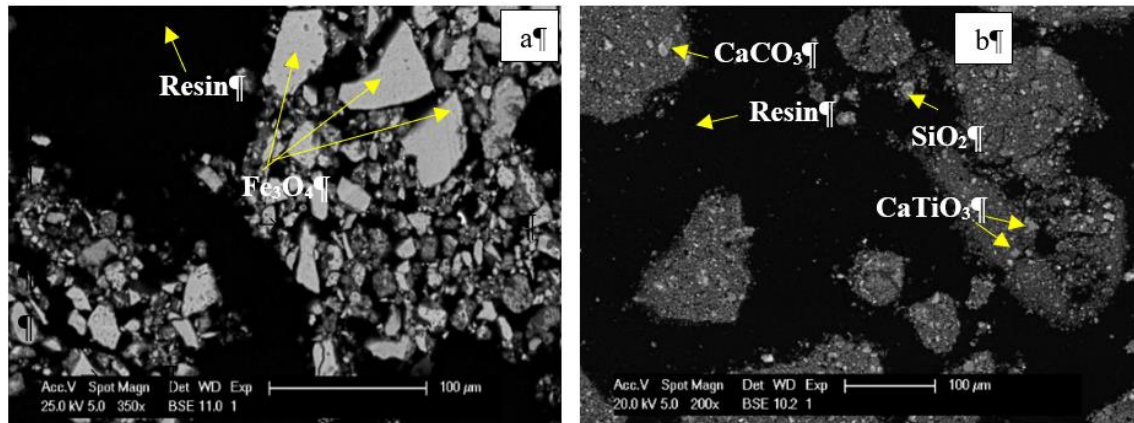 a¶
Resin¶
Fe₃O₄¶
¶
Acc.V Spot Magn Det WD Exp
25.0 kV 5.0 350x BSE 11.0 1
100 µm
b¶
CaCO₃¶
Resin¶
SiO₂¶
CaTiO₃¶
Acc.V Spot Magn Det WD Exp
20.0 kV 5.0 200x BSE 10.2 1
100 µm